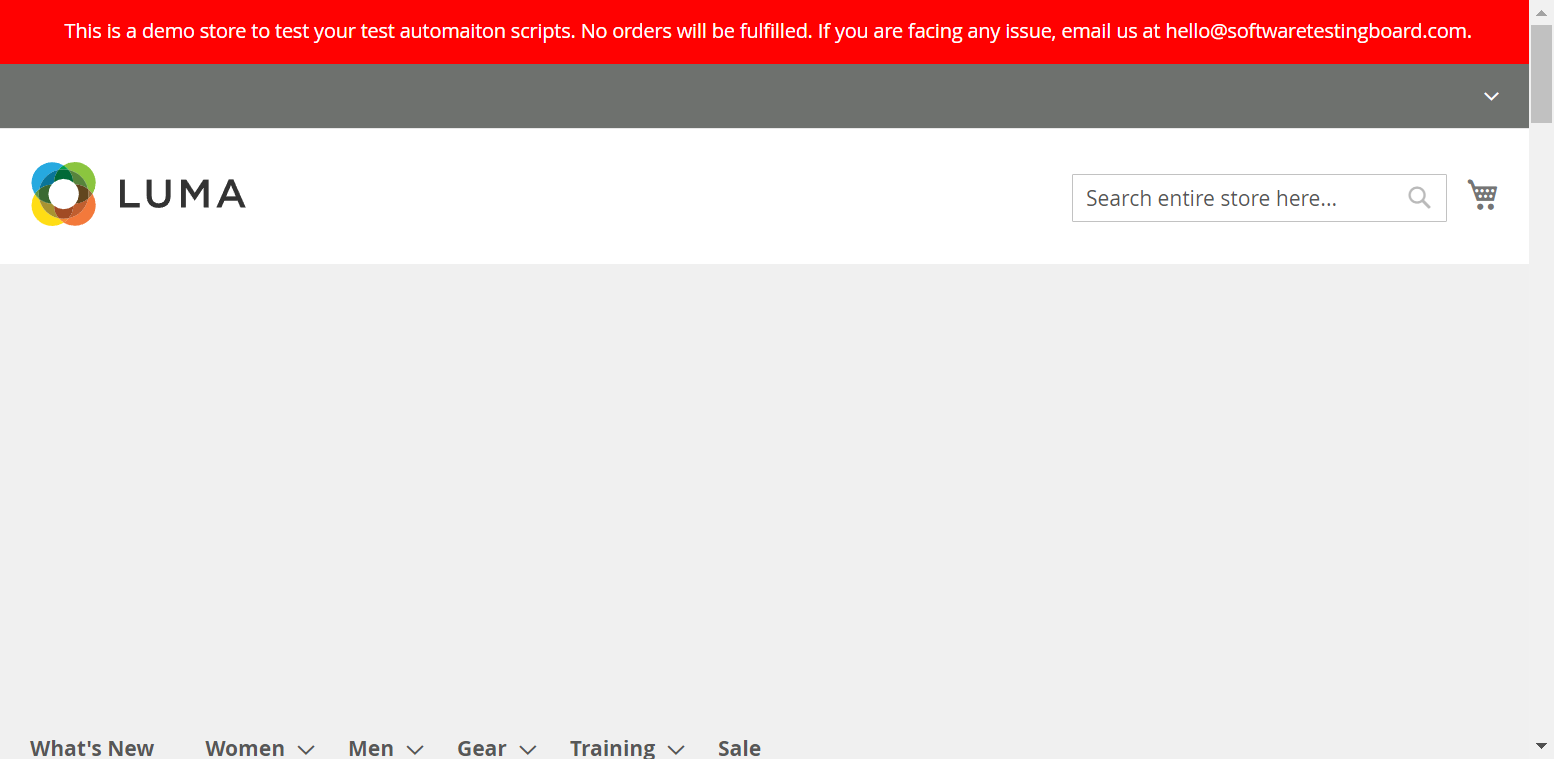 This is a demo store to test your test automaiton scripts. No orders will be fulfilled. If you are facing any issue, email us at hello@softwaretestingboard.com.
LUMA
Search entire store here...
What's New Women Men Gear Training Sale